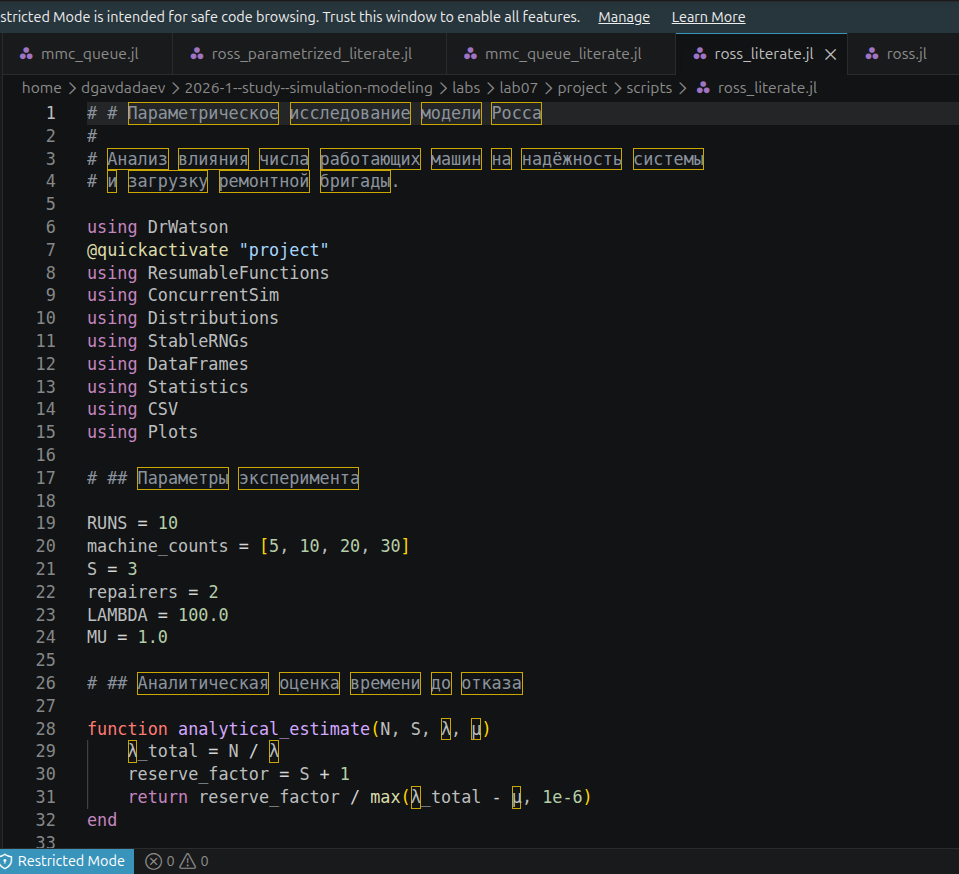 stricted Mode is intended for safe code browsing. Trust this window to enable all features. Manage Learn More
mmc_queue.jl ross_parametrized_literate.jl mmc_queue_literate.jl ross_literate.jl ross.jl
home > dgavdadaev > 2026-1--study--simulation-modeling > labs > lab07 > project > scripts > ross_literate.jl
1 # # Параметрическое исследование модели Росса
2 #
3 # Анализ влияния числа работающих машин на надёжность системы
4 # и загрузку ремонтной бригады.
5
6 using DrWatson
7 @quickactivate "project"
8 using ResumableFunctions
9 using ConcurrentSim
10 using Distributions
11 using StableRNGs
12 using DataFrames
13 using Statistics
14 using CSV
15 using Plots
16
17 # ## Параметры эксперимента
18
19 RUNS = 10
20 machine_counts = [5, 10, 20, 30]
21 S = 3
22 repairers = 2
23 LAMBDA = 100.0
24 MU = 1.0
25
26 # ## Аналитическая оценка времени до отказа
27
28 function analytical_estimate(N, S, λ, μ)
29 λ_total = N / λ
30 reserve_factor = S + 1
31 return reserve_factor / max(λ_total - μ, 1e-6)
32 end
33
Restricted Mode 0 0